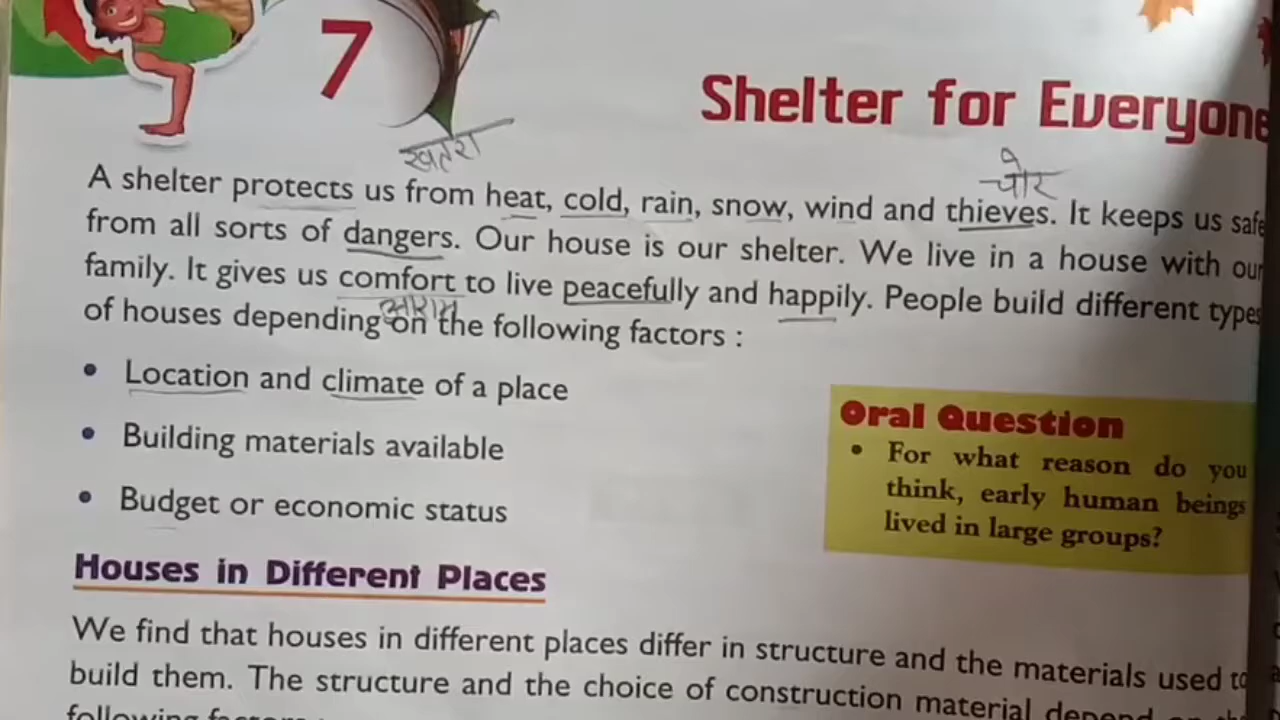 7
Shelter for Everyone
खतरा
चोर
A shelter protects us from heat, cold, rain, snow, wind and thieves. It keeps us safe
from all sorts of dangers. Our house is our shelter. We live in a house with our
family. It gives us comfort to live peacefully and happily. People build different types
आराम
of houses depending on the following factors :
• Location and climate of a place
• Building materials available
• Budget or economic status
Oral Question
• For what reason do you
think, early human beings
lived in large groups?
Houses in Different Places
We find that houses in different places differ in structure and the materials used to
build them. The structure and the choice of construction material depend
following